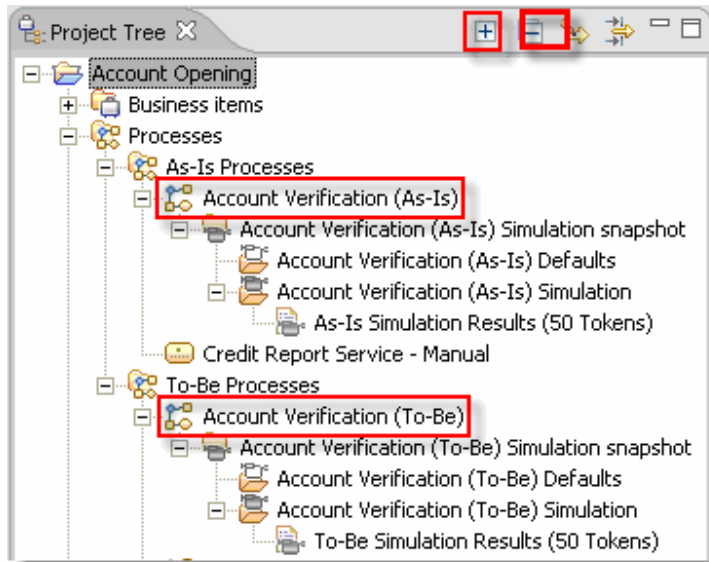 Project Tree
Account Opening
Business items
Processes
As-Is Processes
Account Verification (As-Is)
Account Verification (As-Is) Simulation snapshot
Account Verification (As-Is) Defaults
Account Verification (As-Is) Simulation
As-Is Simulation Results (50 Tokens)
Credit Report Service - Manual
To-Be Processes
Account Verification (To-Be)
Account Verification (To-Be) Simulation snapshot
Account Verification (To-Be) Defaults
Account Verification (To-Be) Simulation
To-Be Simulation Results (50 Tokens)